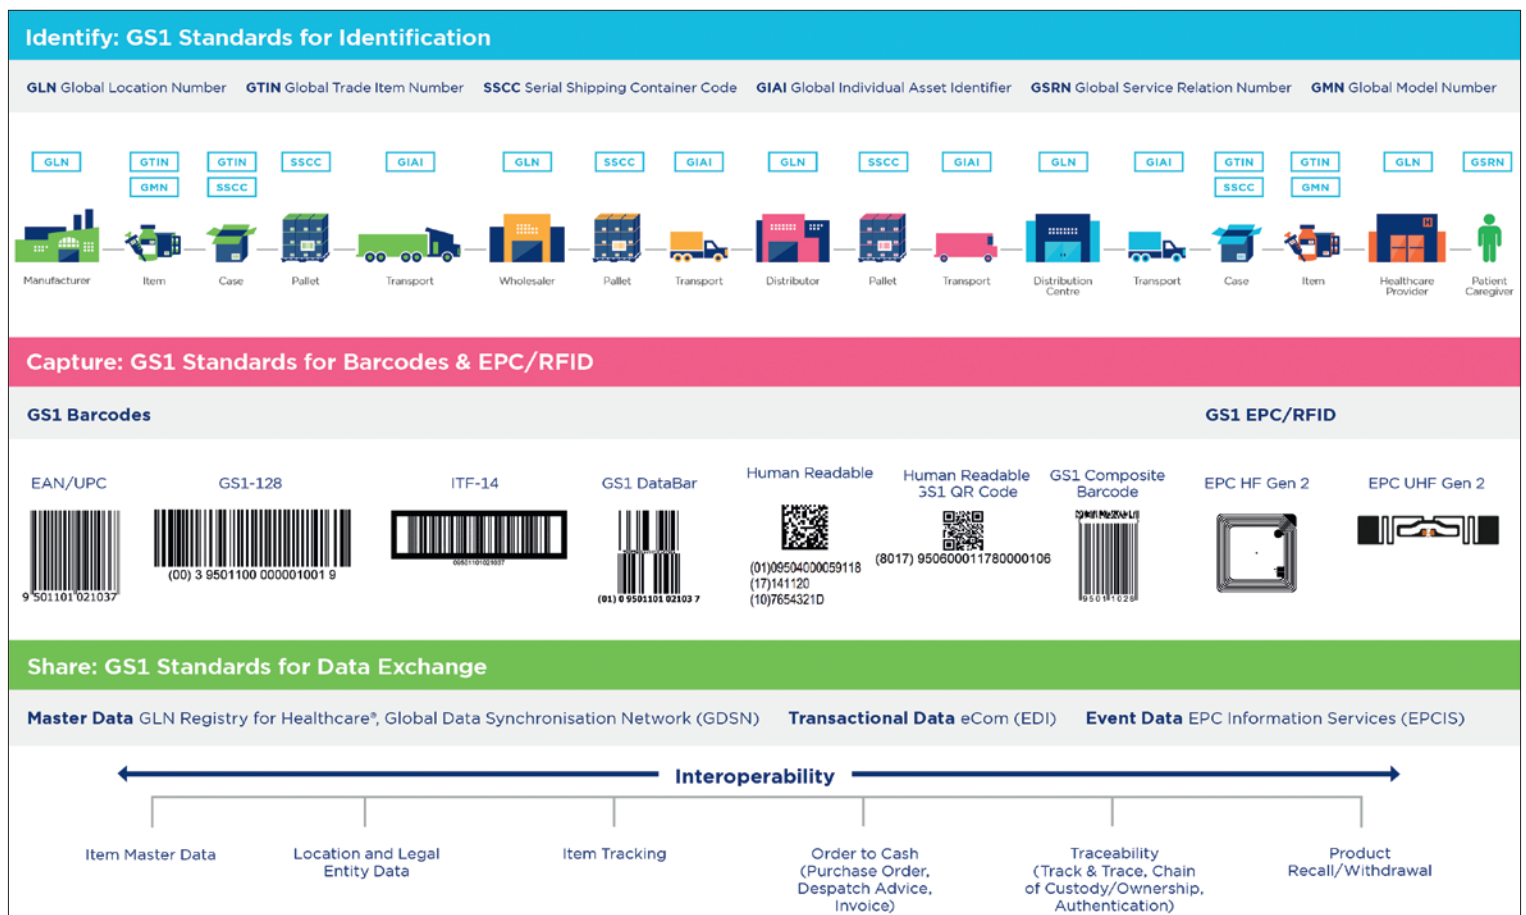 Identify: GS1 Standards for Identification
GLN Global Location Number GTIN Global Trade Item Number SSCC Serial Shipping Container Code GIAI Global Individual Asset Identifier GSRN Global Service Relation Number GMN Global Model Number
GLN GTIN GTIN SSCC GIAI GLN SSCC GIAI GLN SSCC GIAI GLN GIAI GTIN GTIN GLN GSRN
GMN SSCC SSCC GMN
H
Manufacturer Item Case Pallet Transport Wholesaler Pallet Transport Distributor Pallet Transport Distribution Transport Case Item Healthcare Patient
Centre Provider Caregiver
Capture: GS1 Standards for Barcodes & EPC/RFID
GS1 Barcodes GS1 EPC/RFID
EAN/UPC
9 501101 021037
GS1-128
(00) 3 9501100 000001001 9
ITF-14
09501101021037
GS1 DataBar
(01) 0 9501101 02103 7
Human Readable
(01)09504000059118
(17)141120
(10)7654321D
Human Readable
GS1 QR Code
(8017) 950600011780000106
GS1 Composite
Barcode
95011028
EPC HF Gen 2
EPC UHF Gen 2
Share: GS1 Standards for Data Exchange
Master Data GLN Registry for Healthcare®, Global Data Synchronisation Network (GDSN) Transactional Data eCom (EDI) Event Data EPC Information Services (EPCIS)
Interoperability
Item Master Data
Location and Legal
Entity Data
Item Tracking
Order to Cash
(Purchase Order,
Despatch Advice,
Invoice)
Traceability
(Track & Trace, Chain
of Custody/Ownership,
Authentication)
Product
Recall/Withdrawal